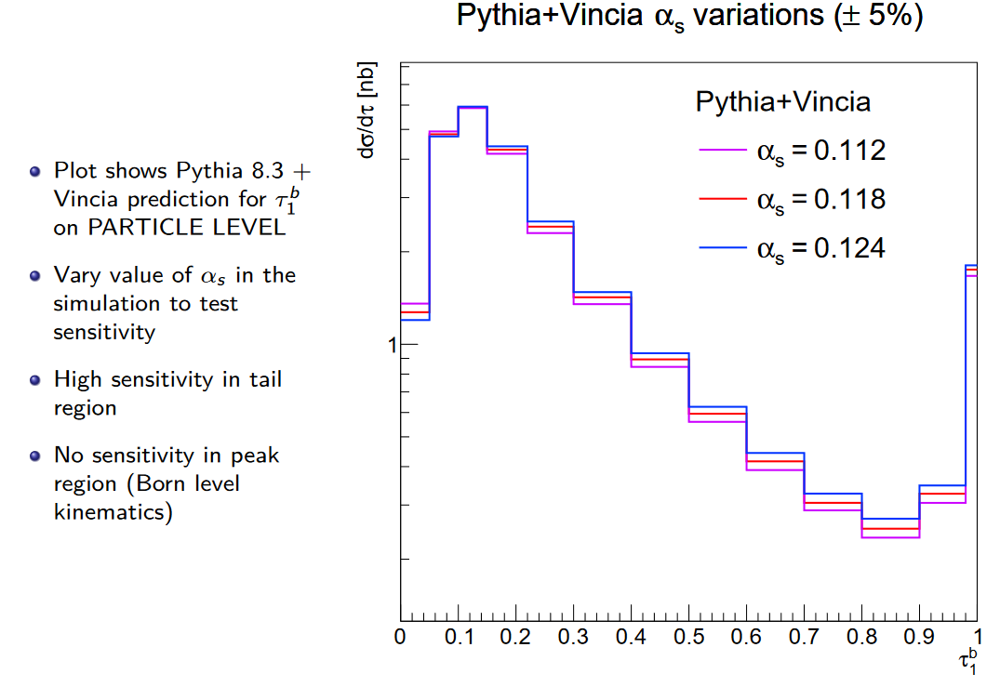 Pythia+Vincia αs variations (± 5%)
Plot shows Pythia 8.3 +
Vincia prediction for τ₁ᵇ
on PARTICLE LEVEL
Vary value of αs in the
simulation to test
sensitivity
High sensitivity in tail
region
No sensitivity in peak
region (Born level
kinematics)
dσ/dτ [nb]
Pythia+Vincia
αs = 0.112
αs = 0.118
αs = 0.124
1
0 0.1 0.2 0.3 0.4 0.5 0.6 0.7 0.8 0.9 1
τ₁ᵇ